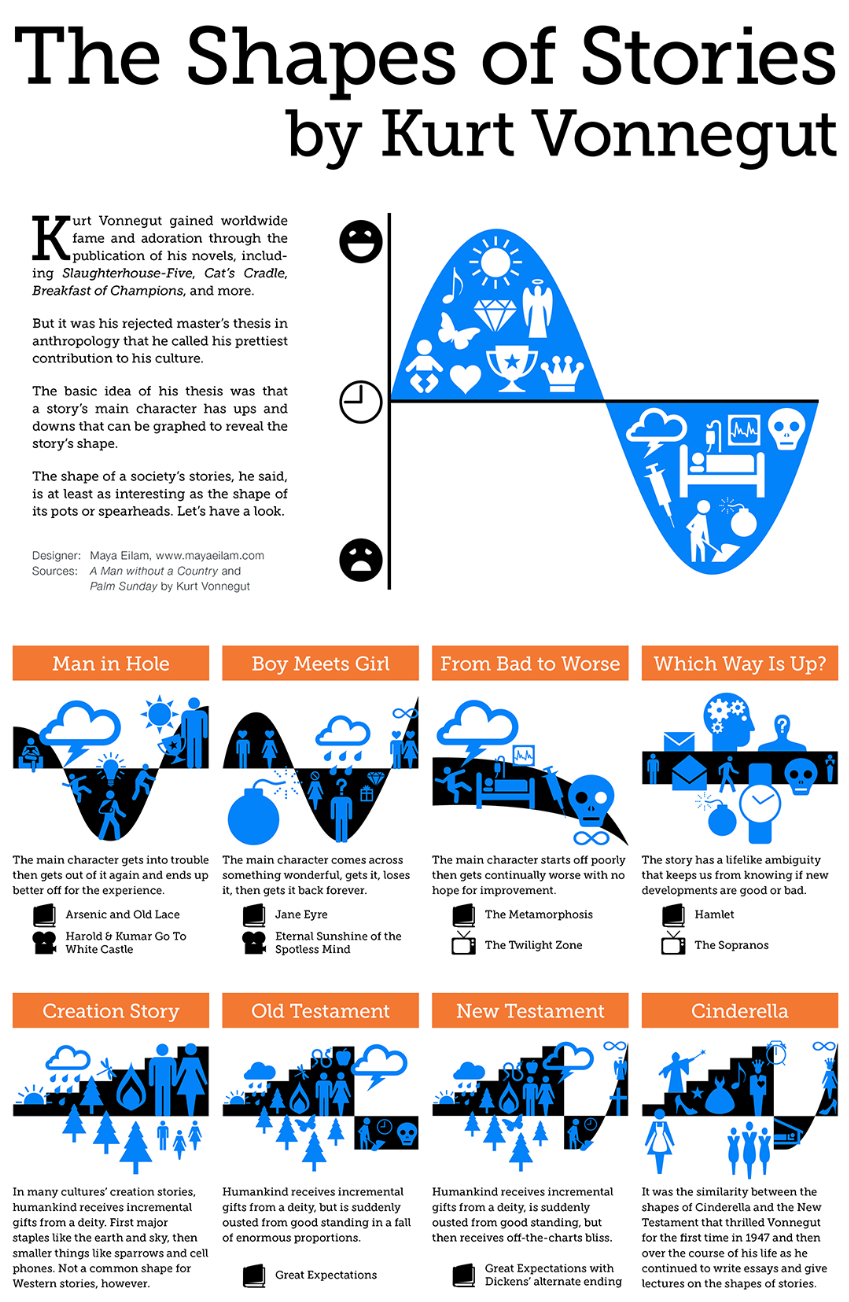 The Shapes of Stories
by Kurt Vonnegut
Kurt Vonnegut gained worldwide
fame and adoration through the
publication of his novels, includ-
ing Slaughterhouse-Five, Cat's Cradle,
Breakfast of Champions, and more.
But it was his rejected master's thesis in
anthropology that he called his prettiest
contribution to his culture.
The basic idea of his thesis was that
a story's main character has ups and
downs that can be graphed to reveal the
story's shape.
The shape of a society's stories, he said,
is at least as interesting as the shape of
its pots or spearheads. Let's have a look.
Designer: Maya Eilam, www.mayaeilam.com
Sources: A Man without a Country and
Palm Sunday by Kurt Vonnegut
Man in Hole
The main character gets into trouble
then gets out of it again and ends up
better off for the experience.
Arsenic and Old Lace
Harold & Kumar Go To
White Castle
Boy Meets Girl
?
The main character comes across
something wonderful, gets it, loses
it, then gets it back forever.
Jane Eyre
Eternal Sunshine of the
Spotless Mind
From Bad to Worse
The main character starts off poorly
then gets continually worse with no
hope for improvement.
The Metamorphosis
The Twilight Zone
Which Way Is Up?
?
The story has a lifelike ambiguity
that keeps us from knowing if new
developments are good or bad.
Hamlet
The Sopranos
Creation Story
In many cultures' creation stories,
humankind receives incremental
gifts from a deity. First major
staples like the earth and sky, then
smaller things like sparrows and cell
phones. Not a common shape for
Western stories, however.
Old Testament
Humankind receives incremental
gifts from a deity, but is suddenly
ousted from good standing in a fall
of enormous proportions.
Great Expectations
New Testament
Humankind receives incremental
gifts from a deity, is suddenly
ousted from good standing, but
then receives off-the-charts bliss.
Great Expectations with
Dickens' alternate ending
Cinderella
It was the similarity between the
shapes of Cinderella and the New
Testament that thrilled Vonnegut
for the first time in 1947 and then
over the course of his life as he
continued to write essays and give
lectures on the shapes of stories.